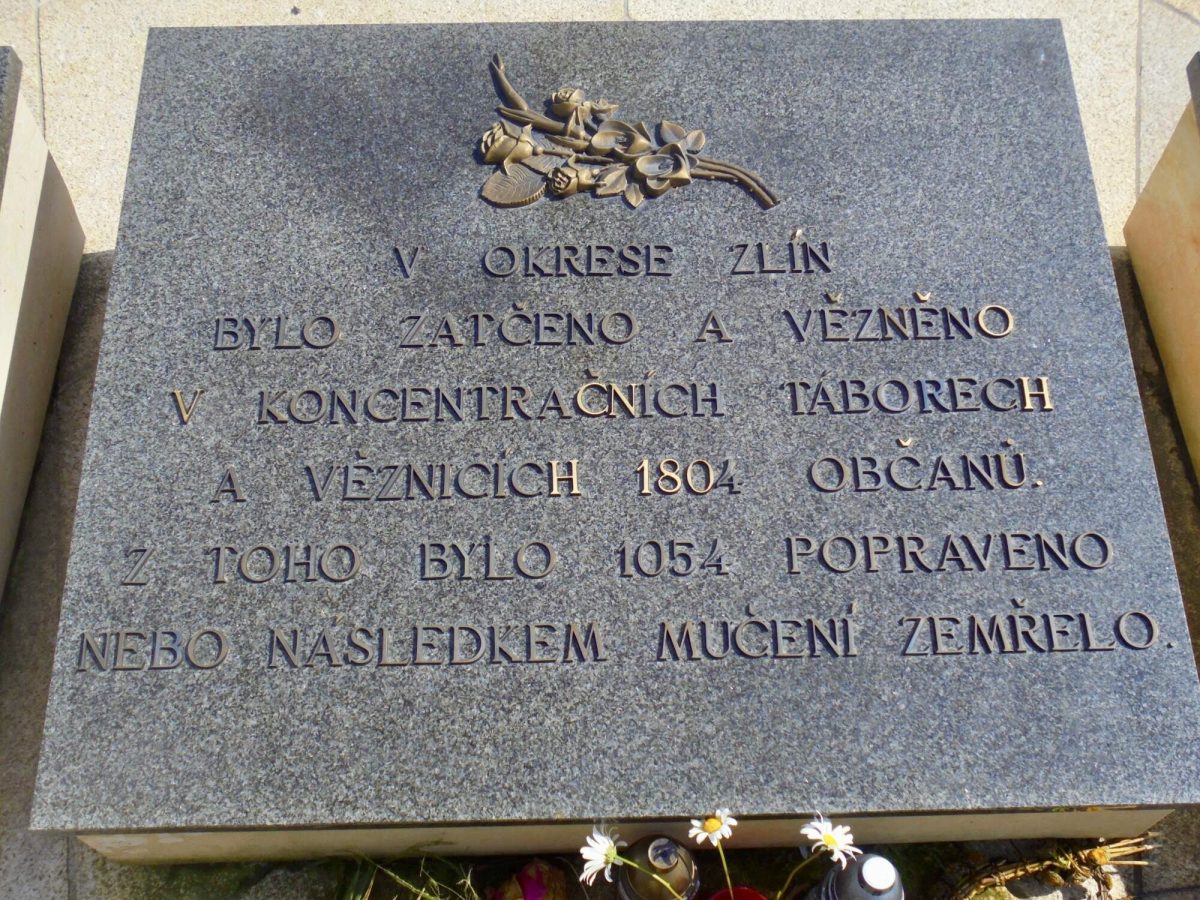 V OKRESE ZLÍN
BYLO ZATČENO A VĚZNĚNO
V KONCENTRAČNÍCH TÁBORECH
A VĚZNICÍCH 1804 OBČANŮ.
Z TOHO BYLO 1054 POPRAVENO
NEBO NÁSLEDKEM MUČENÍ ZEMŘELO.